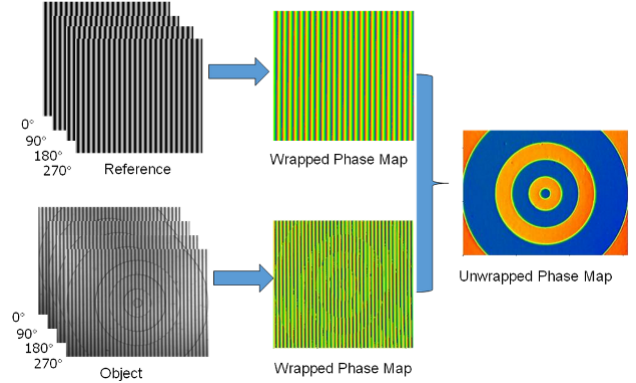 0°
90°
180°
270°
Reference
Wrapped Phase Map
0°
90°
180°
270°
Object
Wrapped Phase Map
Unwrapped Phase Map